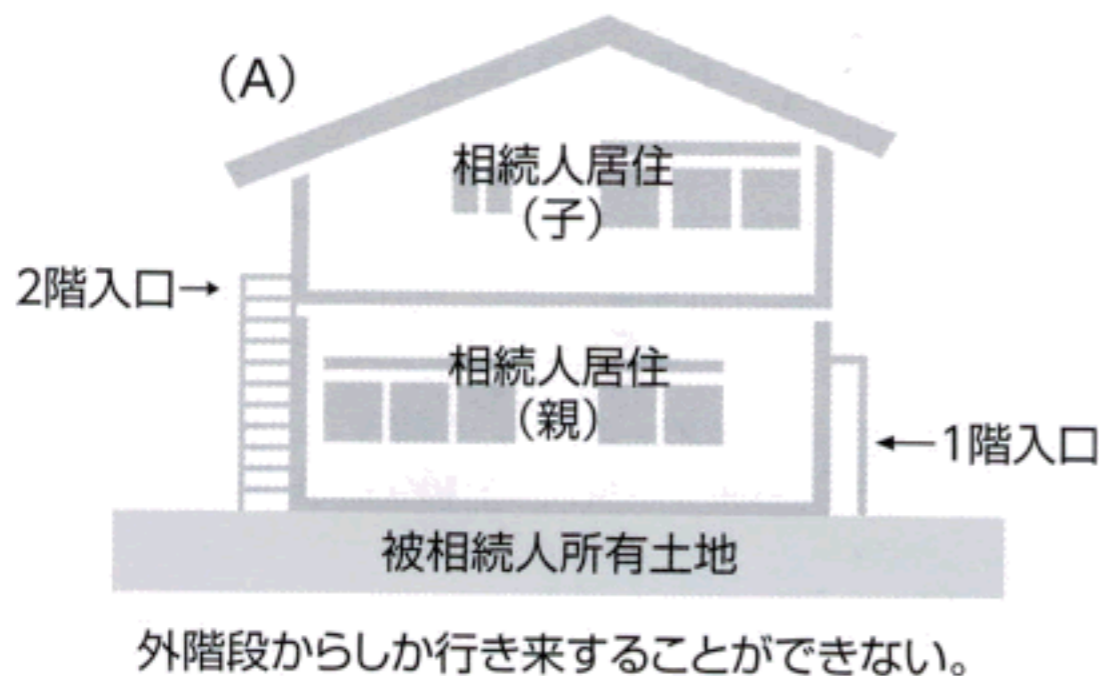 (A)
相続人居住
(子)
2階入口→
相続人居住
(親)
←1階入口
被相続人所有土地
外階段からしか行き来することができない。